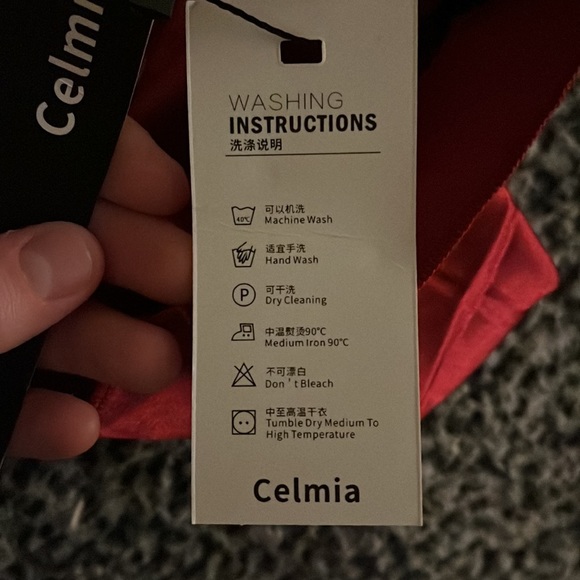 Celm
WASHING
INSTRUCTIONS
洗涤说明
40℃
可以机洗
Machine Wash
适宜手洗
Hand Wash
P
可干洗
Dry Cleaning
中温熨烫90℃
Medium Iron 90℃
不可漂白
Don't Bleach
中至高温干衣
Tumble Dry Medium To
High Temperature
Celmia